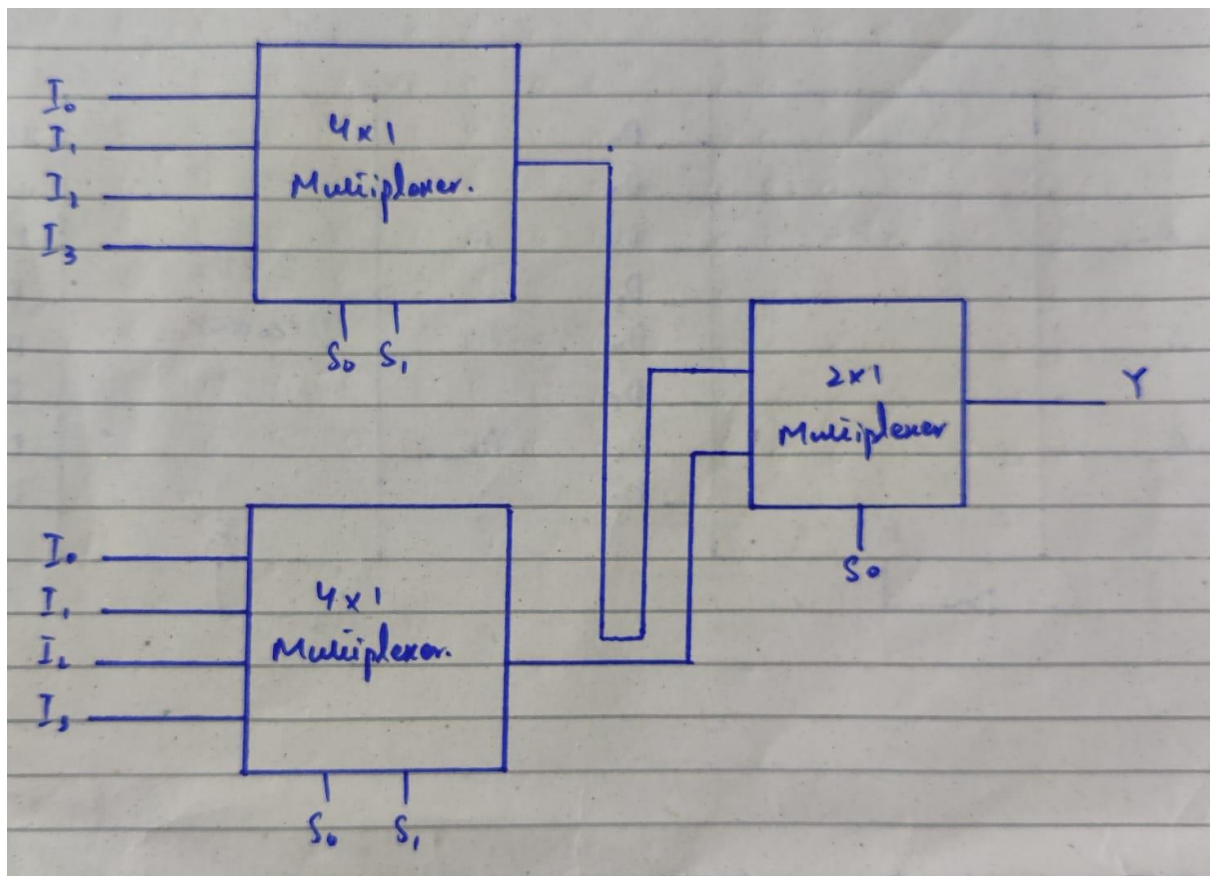 I₀
I₁
I₂
I₃
4x1
Multiplexer.
S₀ S₁
2x1
Multiplexer
Y
S₀
I₀
I₁
I₂
I₃
4x1
Multiplexer.
S₀ S₁